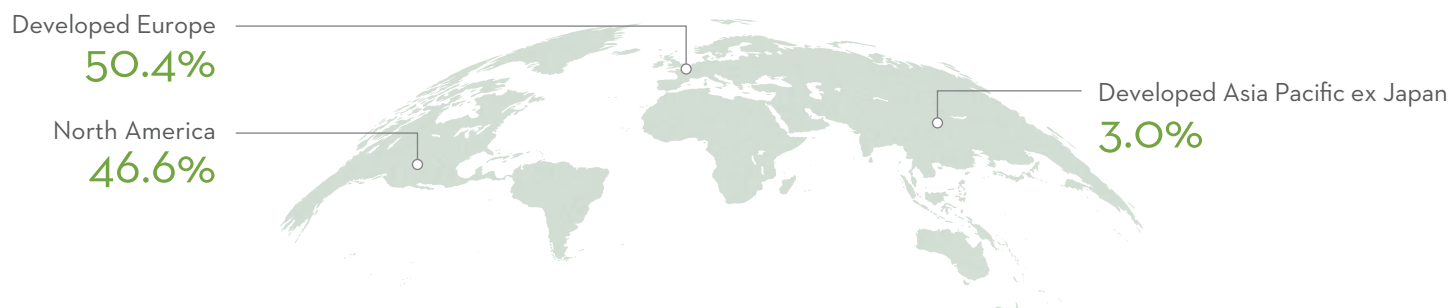 Developed Europe
50.4%
North America
46.6%
Developed Asia Pacific ex Japan
3.0%